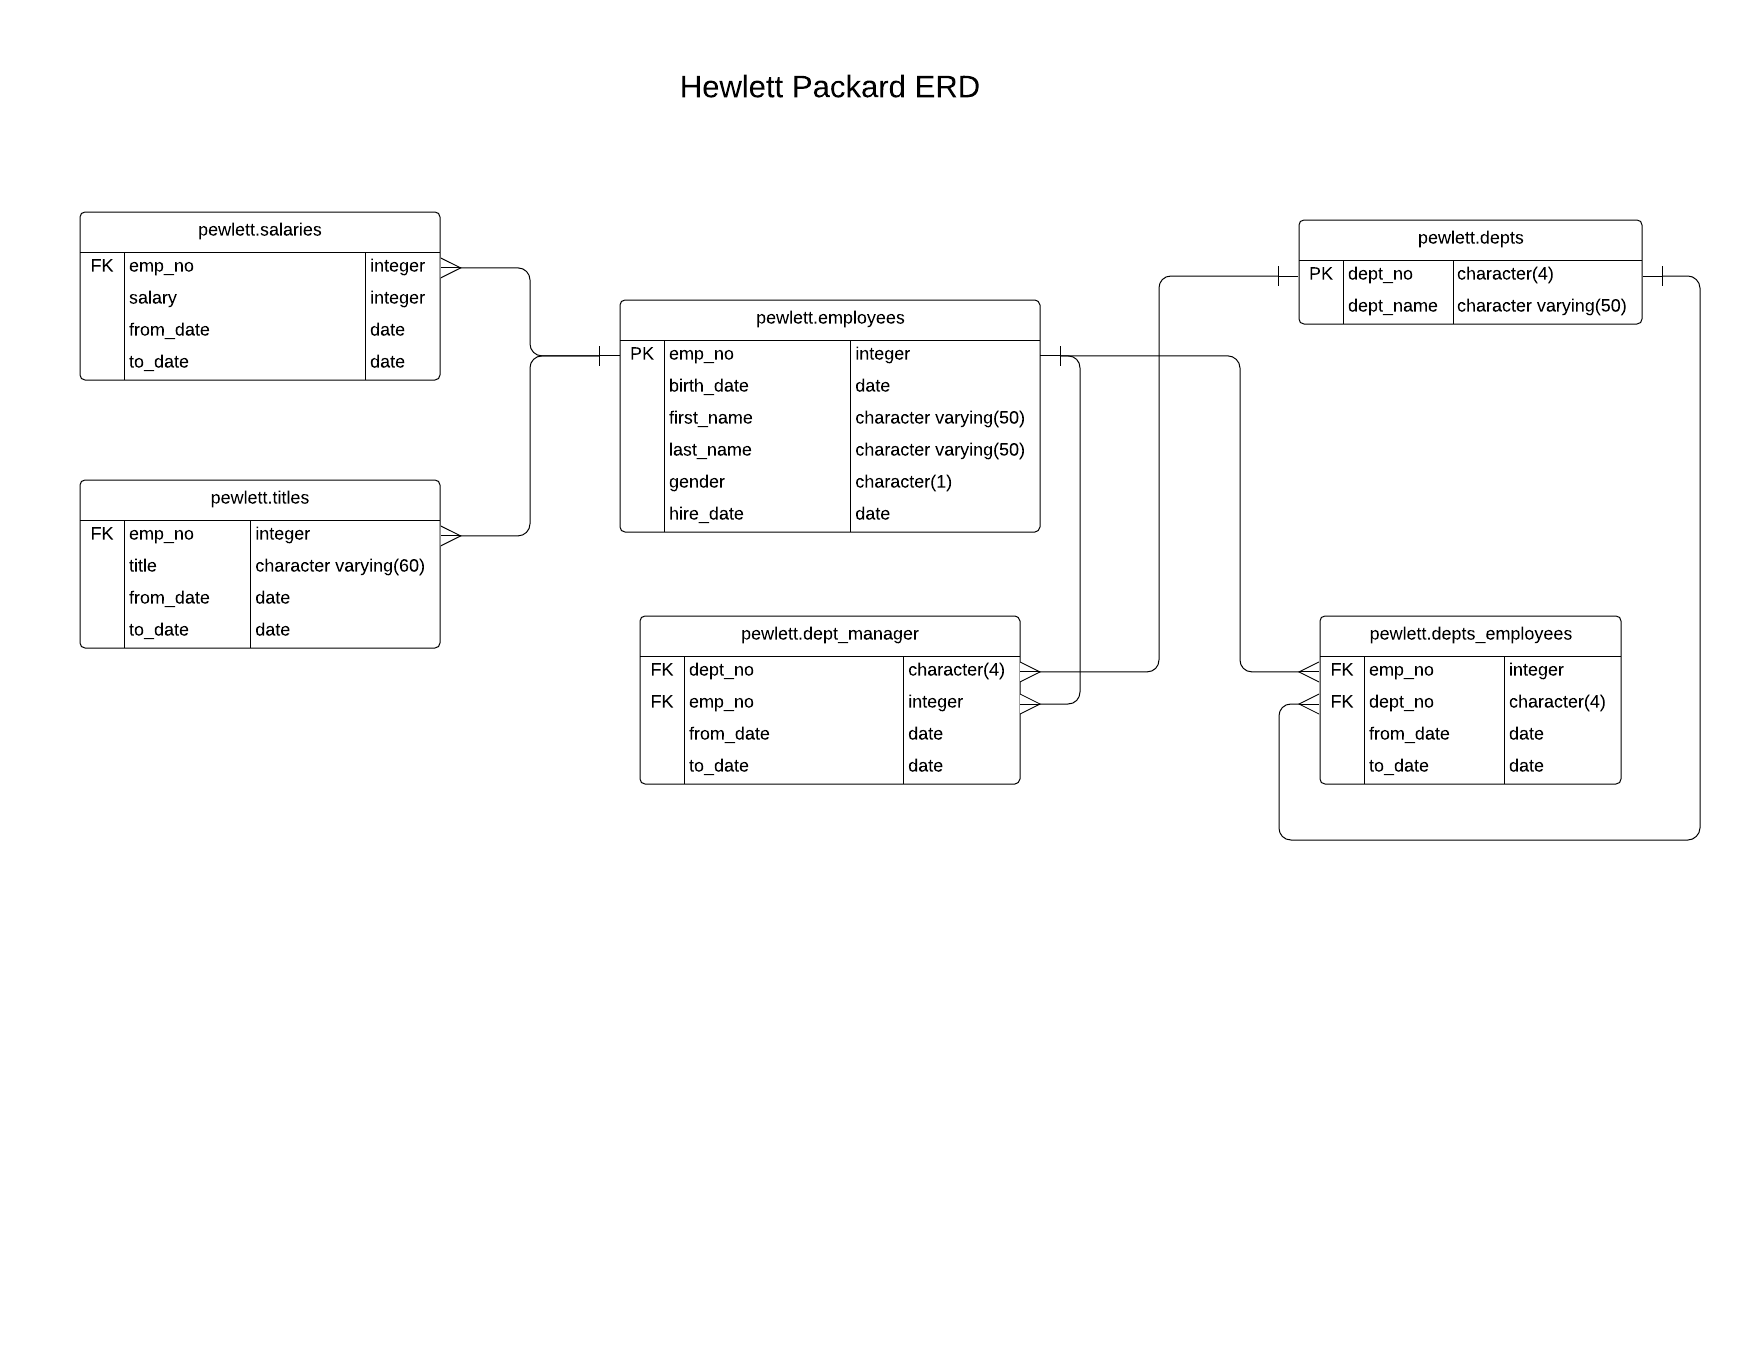 Hewlett Packard ERD
pewlett.salaries
FK emp_no integer
salary integer
from_date date
to_date date
pewlett.titles
FK emp_no integer
title character varying(60)
from_date date
to_date date
pewlett.employees
PK emp_no integer
birth_date date
first_name character varying(50)
last_name character varying(50)
gender character(1)
hire_date date
pewlett.dept_manager
FK dept_no character(4)
FK emp_no integer
from_date date
to_date date
pewlett.depts
PK dept_no character(4)
dept_name character varying(50)
pewlett.depts_employees
FK emp_no integer
FK dept_no character(4)
from_date date
to_date date